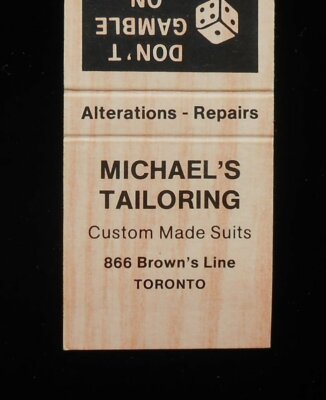 DON'T
GAMBLE
ON
Alterations - Repairs
MICHAEL'S
TAILORING
Custom Made Suits
866 Brown's Line
TORONTO